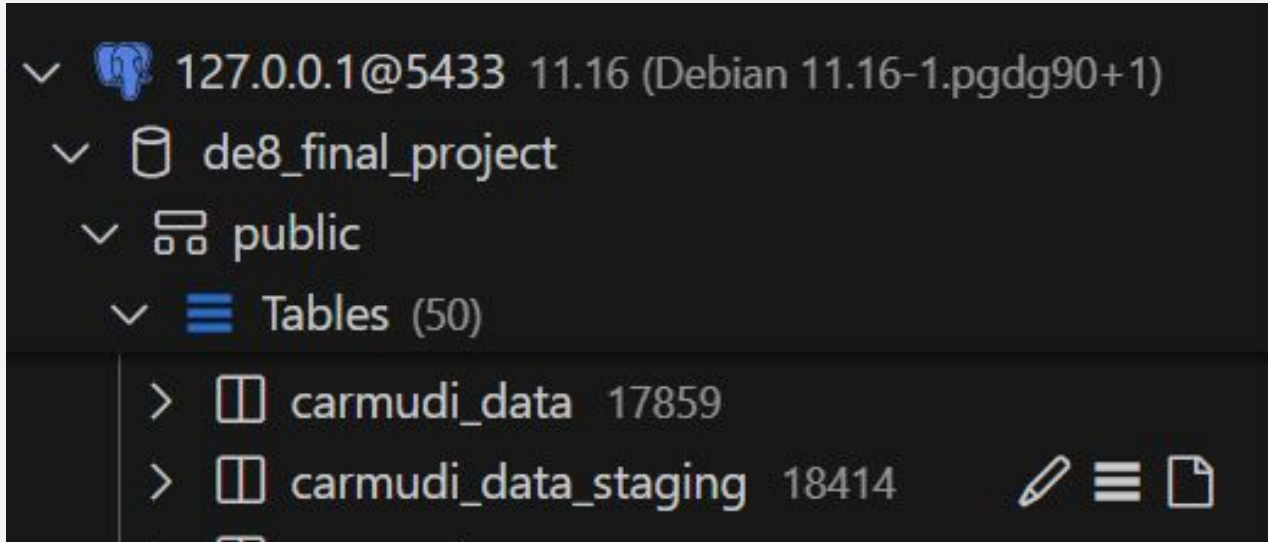 127.0.0.1@5433 11.16 (Debian 11.16-1.pgdg90+1)
de8_final_project
public
Tables (50)
carmudi_data 17859
carmudi_data_staging 18414